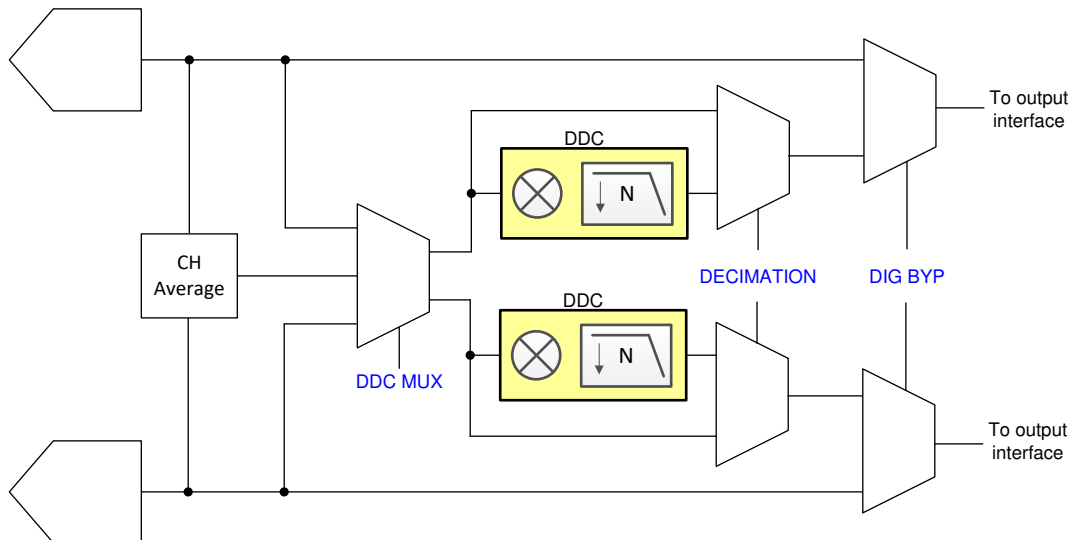 To output
interface
DDC
N
CH
Average
DECIMATION
DIG BYP
DDC
N
DDC MUX
To output
interface